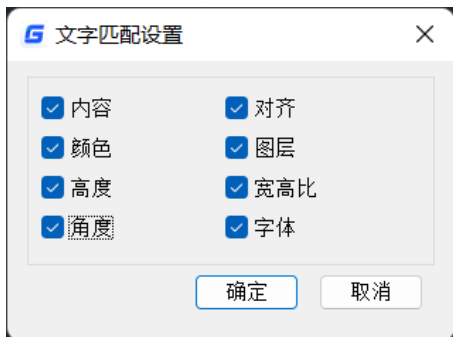 文字匹配设置
内容 对齐
颜色 图层
高度 宽高比
角度 字体
确定 取消